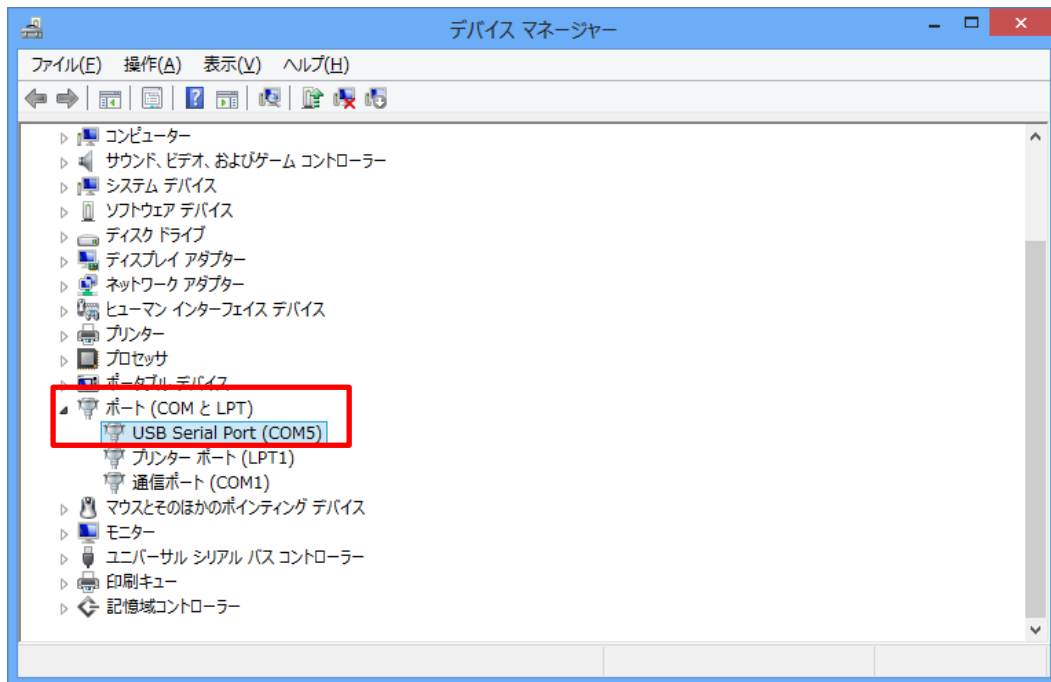 デバイス マネージャー
ファイル(F) 操作(A) 表示(V) ヘルプ(H)
コンピューター
サウンド、ビデオ、およびゲーム コントローラー
システム デバイス
ソフトウェア デバイス
ディスク ドライブ
ディスプレイ アダプター
ネットワーク アダプター
ヒューマン インターフェイス デバイス
プリンター
プロセッサ
ポータブル デバイス
ポート (COM と LPT)
USB Serial Port (COM5)
プリンター ポート (LPT1)
通信ポート (COM1)
マウスとそのほかのポインティング デバイス
モニター
ユニバーサル シリアル バス コントローラー
印刷キュー
記憶域コントローラー